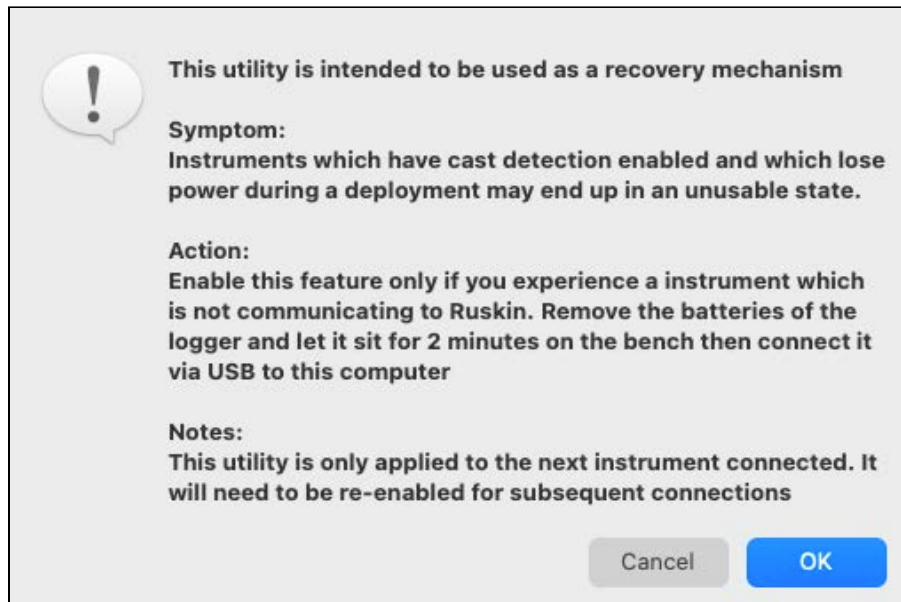 This utility is intended to be used as a recovery mechanism
Symptom:
Instruments which have cast detection enabled and which lose
power during a deployment may end up in an unusable state.
Action:
Enable this feature only if you experience a instrument which
is not communicating to Ruskin. Remove the batteries of the
logger and let it sit for 2 minutes on the bench then connect it
via USB to this computer
Notes:
This utility is only applied to the next instrument connected. It
will need to be re-enabled for subsequent connections
Cancel
OK